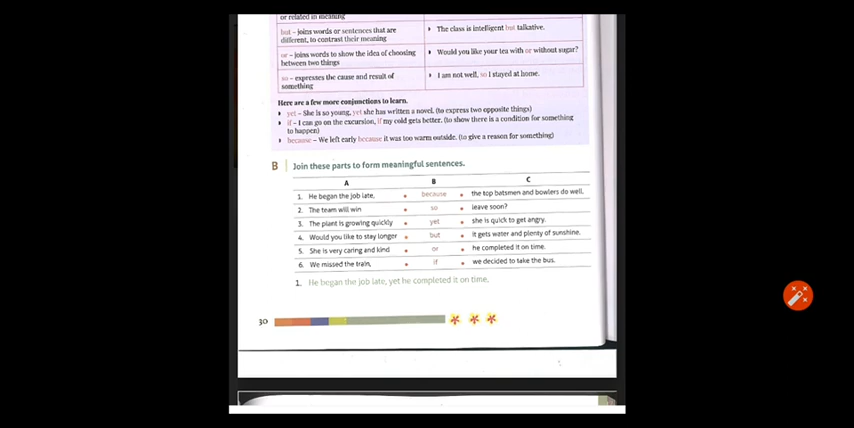 or related in meaning
but – joins words or sentences that are
different, to contrast their meaning
The class is intelligent but talkative.
or – joins words to show the idea of choosing
between two things
Would you like your tea with or without sugar?
so – expresses the cause and result of
something
I am not well, so I stayed at home.
Here are a few more conjunctions to learn.
yet – She is so young, yet she has written a novel. (to express two opposite things)
if – I can go on the excursion, if my cold gets better. (to show there is a condition for something
to happen)
because – We left early because it was too warm outside. (to give a reason for something)
B Join these parts to form meaningful sentences.
A B C
1. He began the job late, • because • the top batsmen and bowlers do well.
2. The team will win • so • leave soon?
3. The plant is growing quickly • yet • she is quick to get angry.
4. Would you like to stay longer • but • it gets water and plenty of sunshine.
5. She is very caring and kind • or • he completed it on time.
6. We missed the train, • if • we decided to take the bus.
1. He began the job late, yet he completed it on time.
30